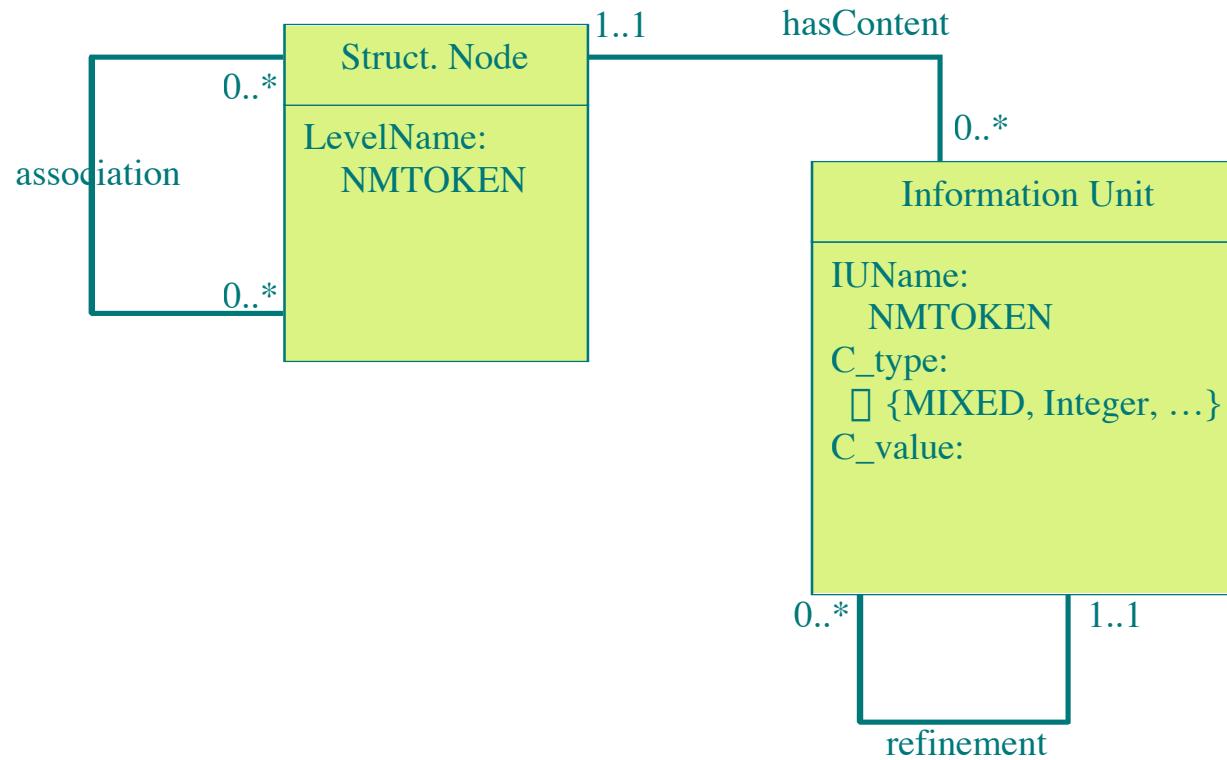 1..1
hasContent
Struct. Node
0..*
0..*
LevelName:
NMTOKEN
association
Information Unit
0..*
IUName:
NMTOKEN
C_type:
{MIXED, Integer, …}
C_value:
0..*
1..1
refinement